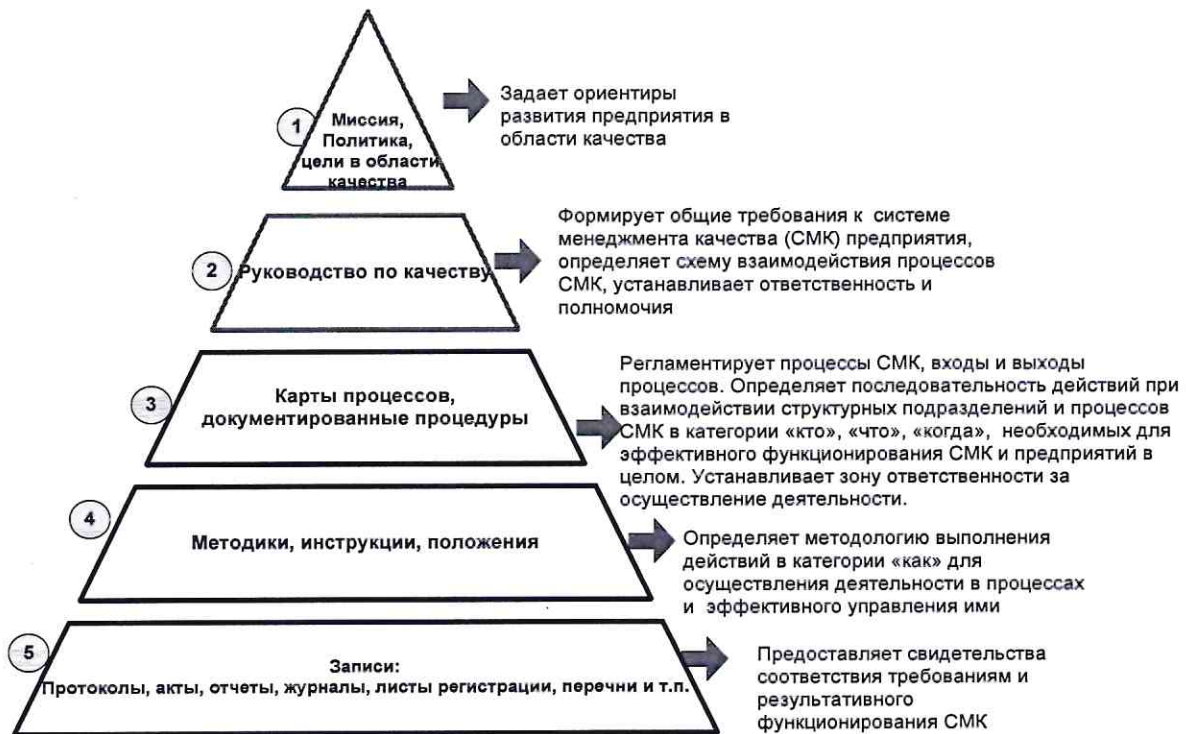 1
Миссия,
Политика,
цели в области
качества
Задает ориентиры
развития предприятия в
области качества
2
Руководство по качеству
Формирует общие требования к системе
менеджмента качества (СМК) предприятия,
определяет схему взаимодействия процессов
СМК, устанавливает ответственность и
полномочия
3
Карты процессов,
документированные процедуры
Регламентирует процессы СМК, входы и выходы
процессов. Определяет последовательность действий при
взаимодействии структурных подразделений и процессов
СМК в категории «кто», «что», «когда», необходимых для
эффективного функционирования СМК и предприятий в
целом. Устанавливает зону ответственности за
осуществление деятельности.
4
Методики, инструкции, положения
Определяет методологию выполнения
действий в категории «как» для
осуществления деятельности в процессах
и эффективного управления ими
5
Записи:
Протоколы, акты, отчеты, журналы, листы регистрации, перечни и т.п.
Предоставляет свидетельства
соответствия требованиям и
результативного
функционирования СМК